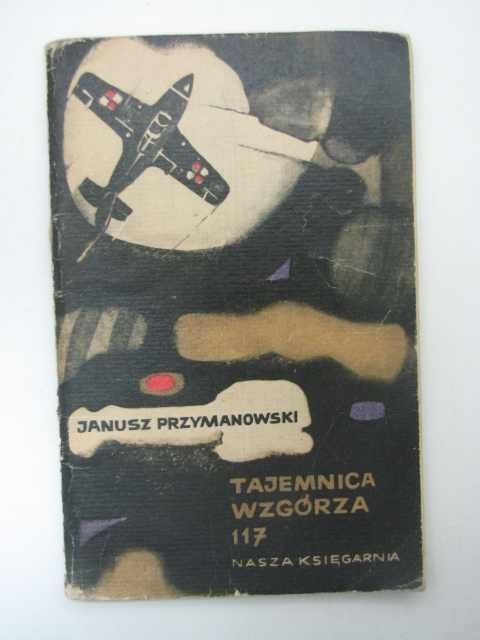 JANUSZ PRZYMANOWSKI
TAJEMNICA
WZGÓRZA
117
NASZA KSIĘGARNIA